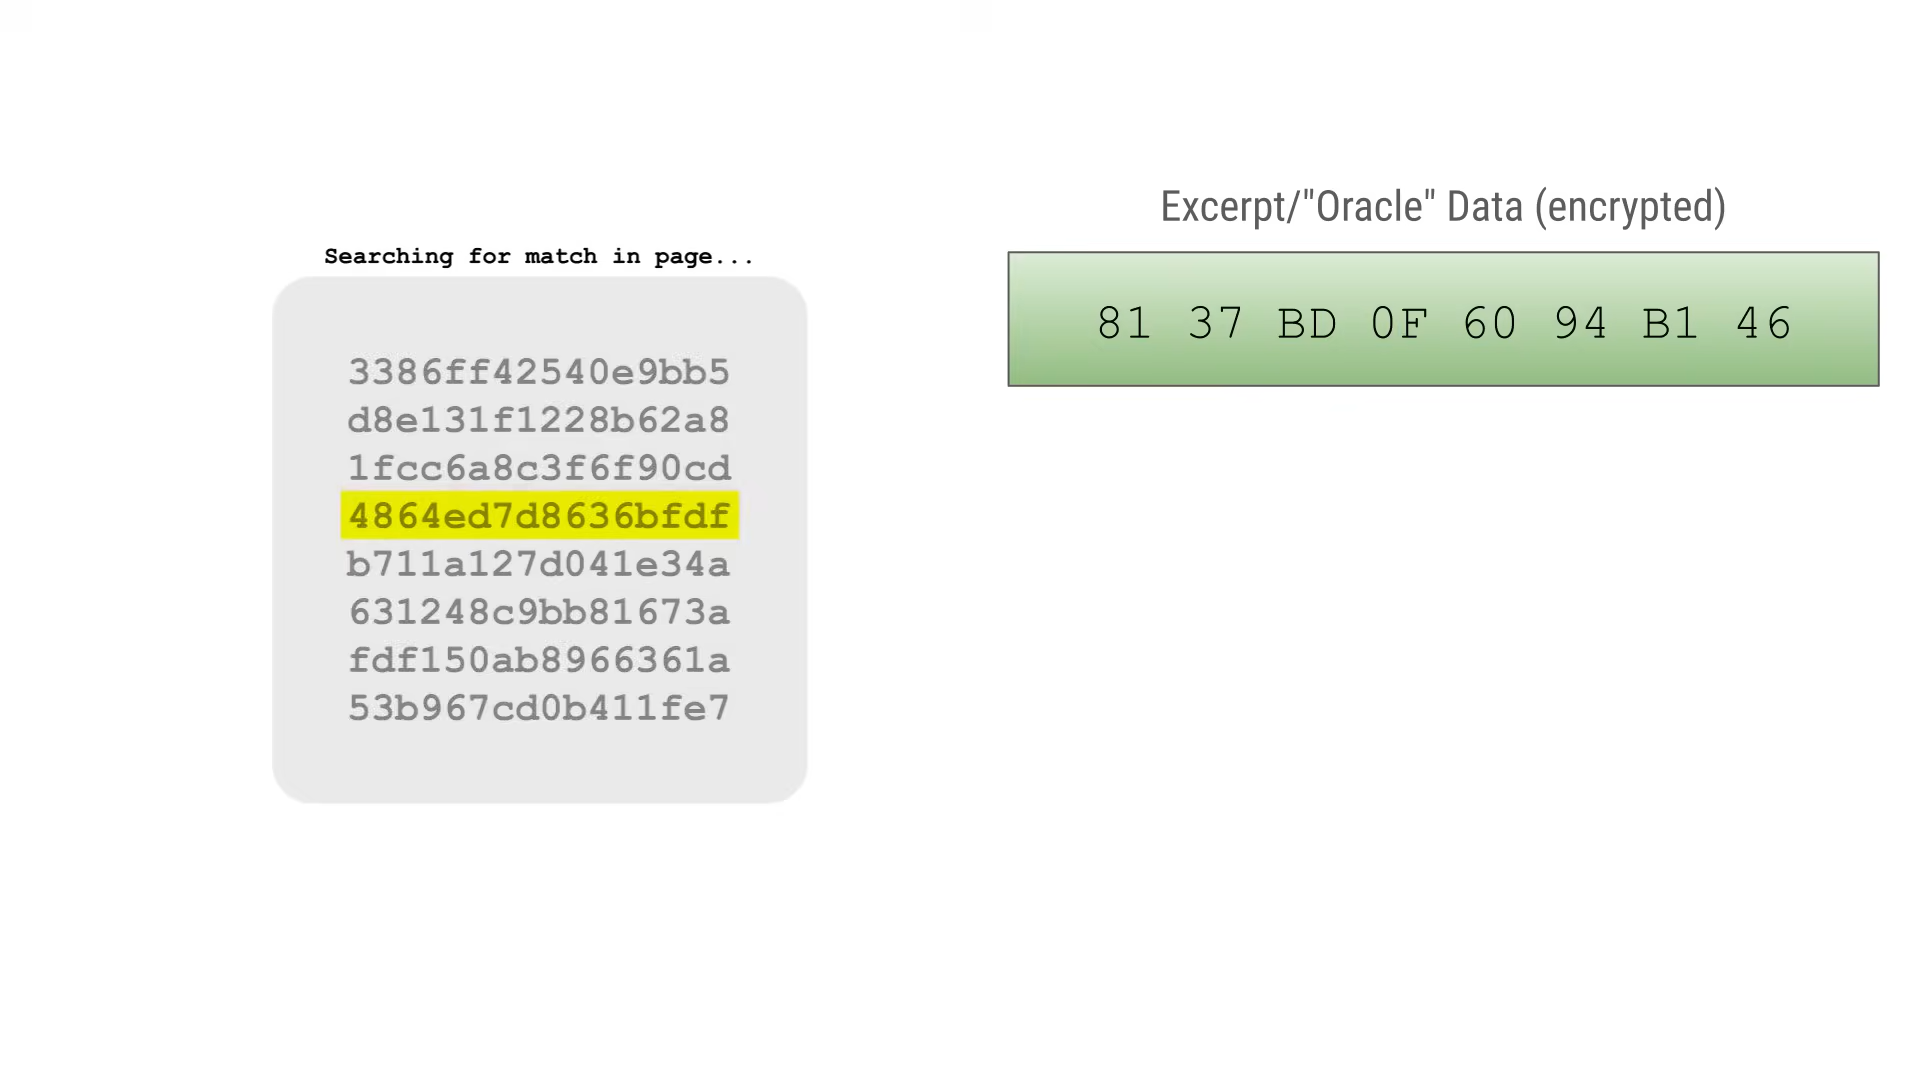 Searching for match in page...
3386ff42540e9bb5
d8e131f1228b62a8
1fcc6a8c3f6f90cd
4864ed7d8636bfdf
b711a127d041e34a
631248c9bb81673a
fdf150ab8966361a
53b967cd0b411fe7
Excerpt/"Oracle" Data (encrypted)
81 37 BD 0F 60 94 B1 46